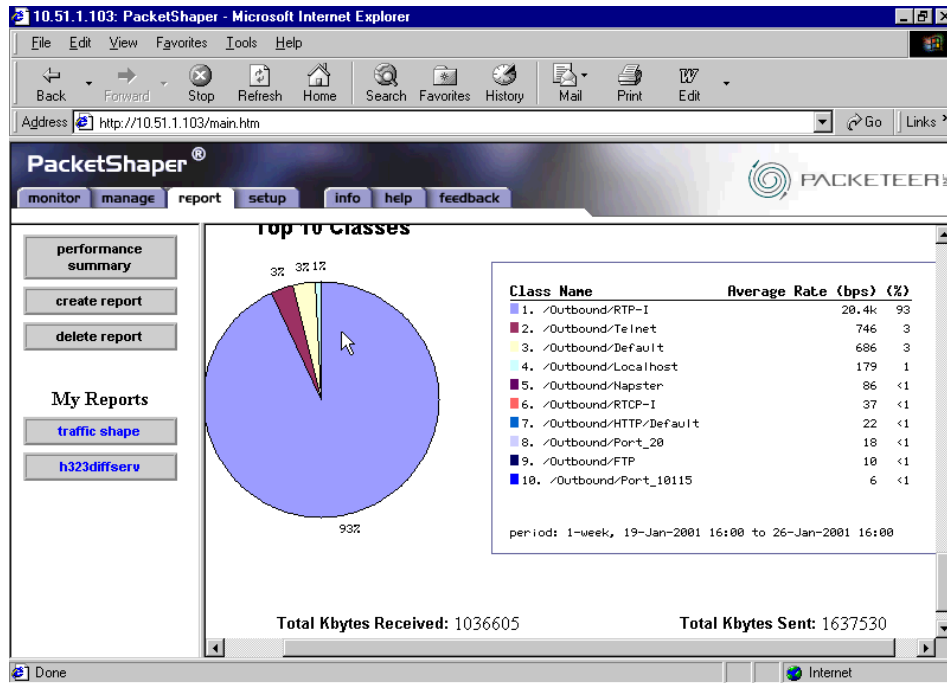 10.51.1.103: PacketShaper - Microsoft Internet Explorer
File Edit View Favorites Tools Help
Back Forward Stop Refresh Home Search Favorites History Mail Print Edit
Address http://10.51.1.103/main.htm Go Links
PacketShaper ®
PACKETEER
monitor manage report setup info help feedback
performance summary
create report
delete report
My Reports
traffic shape
h323diffserv
Top 10 Classes
3% 3% 1%
93%
Class Name Average Rate (bps) (%)
1. /Outbound/RTP-I 20.4k 93
2. /Outbound/Telnet 746 3
3. /Outbound/Default 686 3
4. /Outbound/Localhost 179 1
5. /Outbound/Napster 86 <1
6. /Outbound/RTCP-I 37 <1
7. /Outbound/HTTP/Default 22 <1
8. /Outbound/Port_20 18 <1
9. /Outbound/FTP 10 <1
10. /Outbound/Port_10115 6 <1
period: 1-week, 19-Jan-2001 16:00 to 26-Jan-2001 16:00
Total Kbytes Received: 1036605 Total Kbytes Sent: 1637530
Done Internet